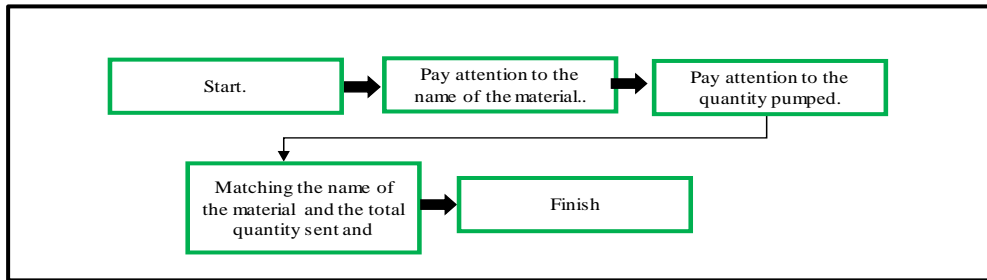 Start.
Pay attention to the
name of the material..
Pay attention to the
quantity pumped.
Matching the name of
the material and the total
quantity sent and
Finish